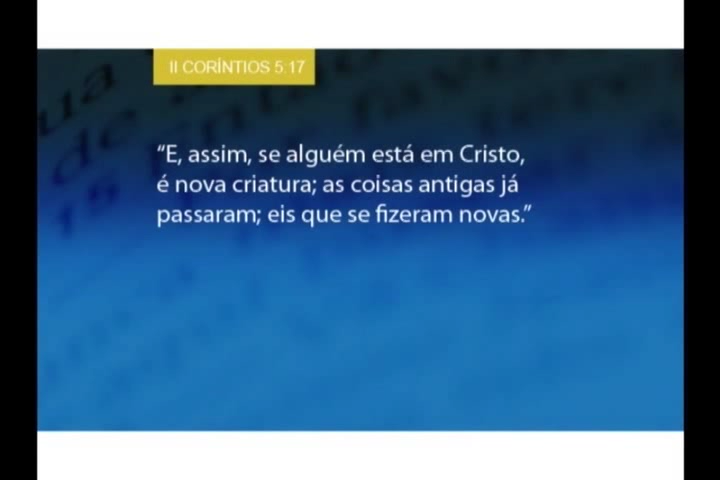 II CORÍNTIOS 5:17
“E, assim, se alguém está em Cristo,
é nova criatura; as coisas antigas já
passaram; eis que se fizeram novas.”